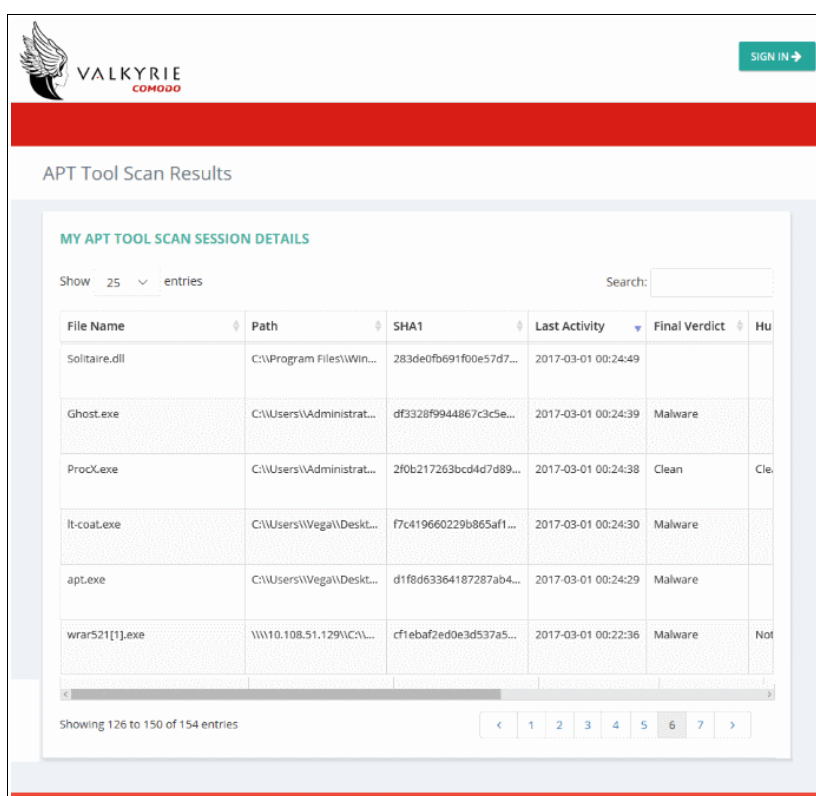 VALKYRIE
COMODO
SIGN IN
APT Tool Scan Results
MY APT TOOL SCAN SESSION DETAILS
Show 25 entries Search:
File Name Path SHA1 Last Activity Final Verdict Hu
Solitaire.dll C:\\Program Files\\Win... 283de0fb691f00e57d7... 2017-03-01 00:24:49
Ghost.exe C:\\Users\\Administrat... df3328f9944867c3c5e... 2017-03-01 00:24:39 Malware
ProcX.exe C:\\Users\\Administrat... 2f0b217263bcd4d7d89... 2017-03-01 00:24:38 Clean Cle
lt-coat.exe C:\\Users\\Vega\\Deskt... f7c419660229b865af1... 2017-03-01 00:24:30 Malware
apt.exe C:\\Users\\Vega\\Deskt... d1f8d63364187287ab4... 2017-03-01 00:24:29 Malware
wrar521[1].exe \\\\10.108.51.129\\C:\\... cf1ebaf2ed0e3d537a5... 2017-03-01 00:22:36 Malware Not
Showing 126 to 150 of 154 entries < 1 2 3 4 5 6 7 >